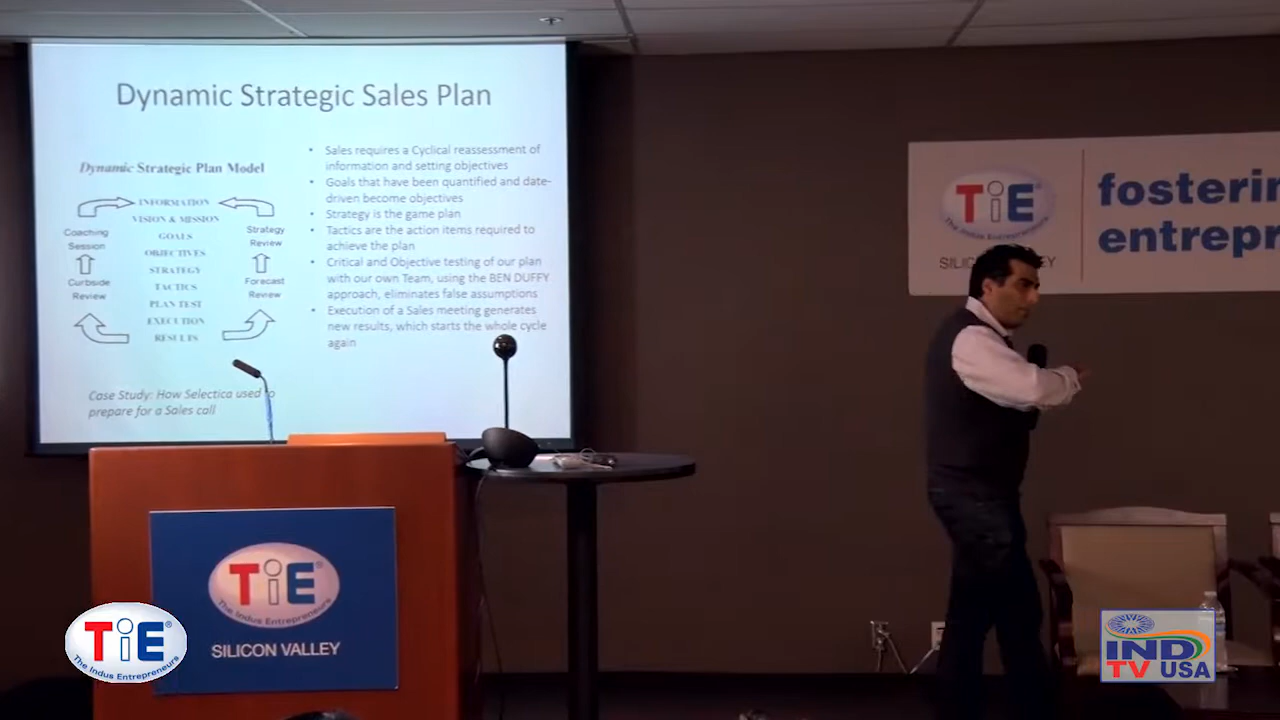 Dynamic Strategic Sales Plan
Dynamic Strategic Plan Model
INFORMATION
VISION & MISSION
GOALS
OBJECTIVES
STRATEGY
TACTICS
PLAN TEST
EXECUTION
RESULTS
Coaching
Session
Curbside
Review
Strategy
Review
Forecast
Review
• Sales requires a Cyclical reassessment of
information and setting objectives
• Goals that have been quantified and date-
driven become objectives
• Strategy is the game plan
• Tactics are the action items required to
achieve the plan
• Critical and Objective testing of our plan
with our own Team, using the BEN DUFFY
approach, eliminates false assumptions
• Execution of a Sales meeting generates
new results, which starts the whole cycle
again
Case Study: How Selectica used to
prepare for a Sales call
TiE®
The Indus Entrepreneurs
fosterin
entrepr
TiE®
The Indus Entrepreneurs
SILICON VALLEY
TiE®
The Indus Entrepreneurs
IND
TV USA